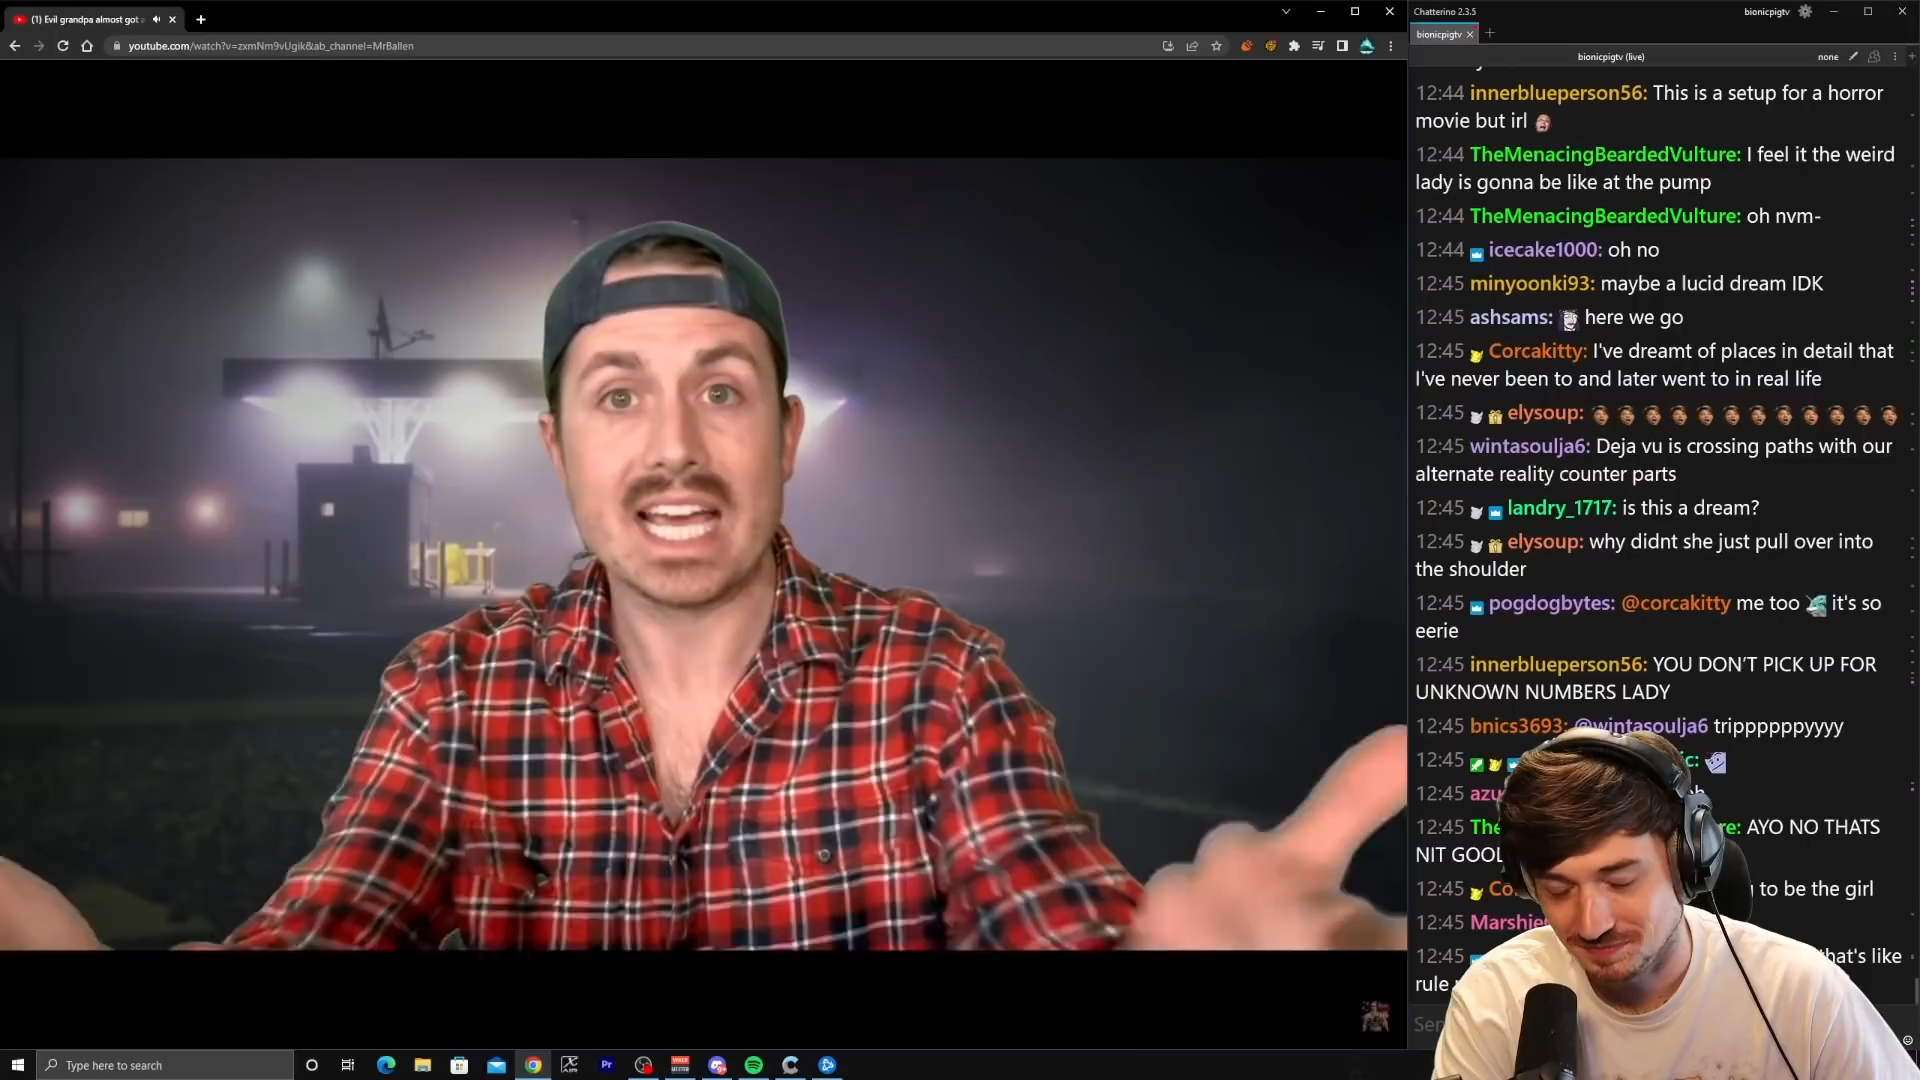 (1) Evil grandpa almost got a
youtube.com/watch?v=zxmNm9vUgik&ab_channel=MrBallen
Chatterino 2.3.5
bionicpigtv
bionicpigtv
bionicpigtv (live)
none
12:44 innerblueperson56: This is a setup for a horror
movie but irl
12:44 TheMenacingBeardedVulture: I feel it the weird
lady is gonna be like at the pump
12:44 TheMenacingBeardedVulture: oh nvm-
12:44 icecake1000: oh no
12:45 minyoonki93: maybe a lucid dream IDK
12:45 ashsams: here we go
12:45 Corcakitty: I've dreamt of places in detail that
I've never been to and later went to in real life
12:45 elysoup:
12:45 wintasoulja6: Deja vu is crossing paths with our
alternate reality counter parts
12:45 landry_1717: is this a dream?
12:45 elysoup: why didnt she just pull over into
the shoulder
12:45 pogdogbytes: @corcakitty me too it's so
eerie
12:45 innerblueperson56: YOU DON'T PICK UP FOR
UNKNOWN NUMBERS LADY
12:45 bnics3693: @wintasoulja6 tripppppyyyy
12:45
12:45 azu
12:45 The re: AYO NO THATS
NIT GOO
12:45 Co to be the girl
12:45 Marshie
12:45 that's like
rule
Type here to search
Pr